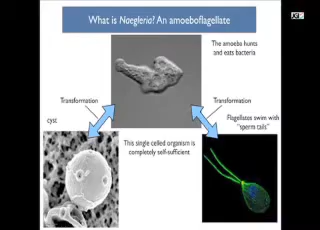 What is Naegleria? An amoeboflagellate
The amoeba hunts
and eats bacteria
Transformation
Transformation
cyst
This single celled organism is
completely self-sufficient
Flagellates swim with
"sperm tails"